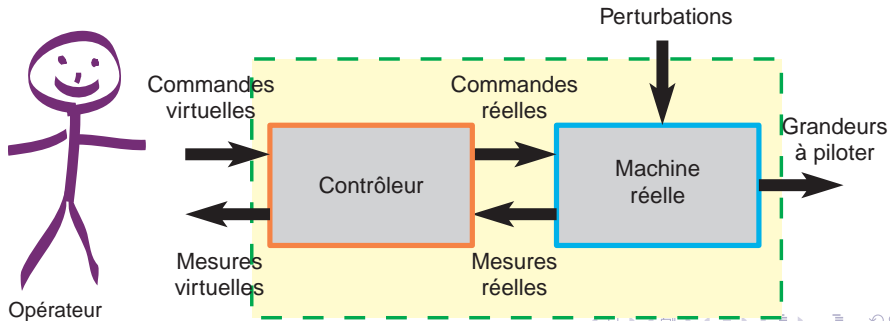 Perturbations
Commandes
virtuelles
Commandes
réelles
Grandeurs
à piloter
Contrôleur
Machine
réelle
Mesures
virtuelles
Mesures
réelles
Opérateur